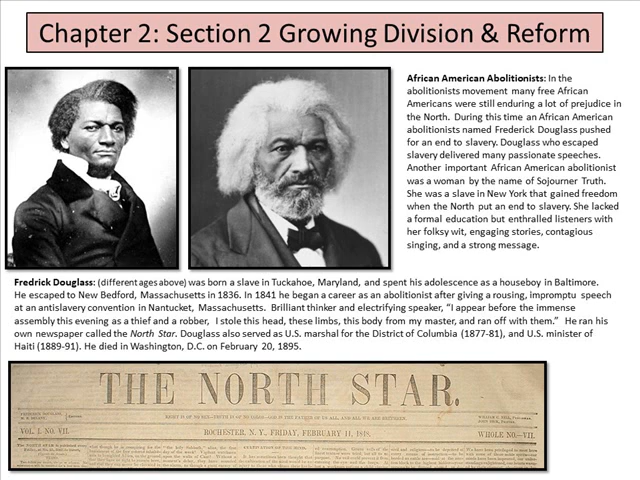 Chapter 2: Section 2 Growing Division & Reform
African American Abolitionists: In the
abolitionists movement many free African
Americans were still enduring a lot of prejudice in
the North. During this time an African American
abolitionists named Frederick Douglass pushed
for an end to slavery. Douglass who escaped
slavery delivered many passionate speeches.
Another important African American abolitionist
was a woman by the name of Sojourner Truth.
She was a slave in New York that gained freedom
when the North put an end to slavery. She lacked
a formal education but enthralled listeners with
her folksy wit, engaging stories, contagious
singing, and a strong message.
Fredrick Douglass: (different ages above) was born a slave in Tuckahoe, Maryland, and spent his adolescence as a houseboy in Baltimore.
He escaped to New Bedford, Massachusetts in 1836. In 1841 he began a career as an abolitionist after giving a rousing, impromptu speech
at an antislavery convention in Nantucket, Massachusetts. Brilliant thinker and electrifying speaker, "I appear before the immense
assembly this evening as a thief and a robber, I stole this head, these limbs, this body from my master, and ran off with them." He ran his
own newspaper called the North Star. Douglass also served as U.S. marshal for the District of Columbia (1877-81), and U.S. minister of
Haiti (1889-91). He died in Washington, D.C. on February 20, 1895.
THE NORTH STAR.
VOL. I. NO. VII.
ROCHESTER, N. Y., FRIDAY, FEBRUARY 11, 1848.
WHOLE NO.—VII.